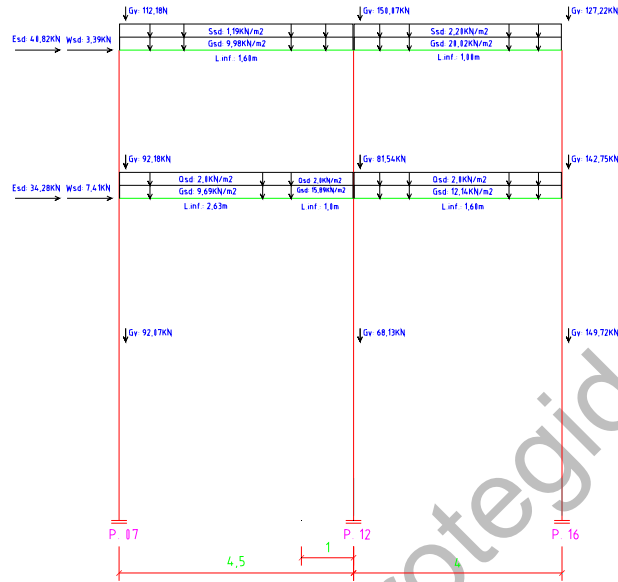 Gv: 112,18N
Gv: 150,07KN
Gv: 127,22KN
Ssd: 1,19KN/m2
Ssd: 2,20KN/m2
Esd: 40,82KN Wsd: 3,39KN
Gsd: 9,98KN/m2
Gsd: 20,02KN/m2
L inf.: 1,60m
L inf.: 1,00m
Gv: 92,18KN
Gv: 81,54KN
Gv: 142,75KN
Qsd: 2,0KN/m2
Qsd: 2,0KN/m2
Qsd: 2,0KN/m2
Esd: 34,28KN Wsd: 7,41KN
Gsd: 9,69KN/m2
Gsd: 15,89KN/m2
Gsd: 12,14KN/m2
L inf.: 2,63m
L inf.: 1,0m
L inf.: 1,60m
Gv: 92,07KN
Gv: 68,13KN
Gv: 149,72KN
P. 07
P. 12
P. 16
1
4,5
4
otegid